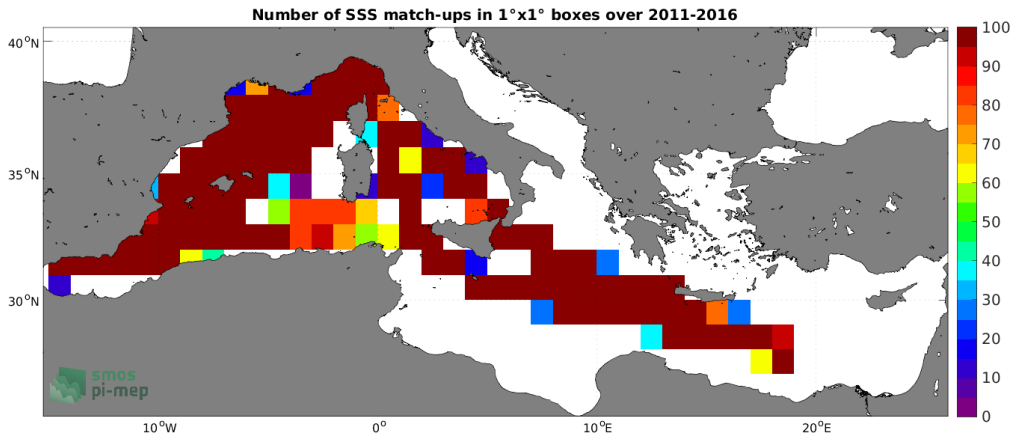 Number of SSS match-ups in 1°x1° boxes over 2011-2016
40°N
35°N
30°N
10°W
0°
10°E
20°E
100
90
80
70
60
50
40
30
20
10
0
smos
pi-mep